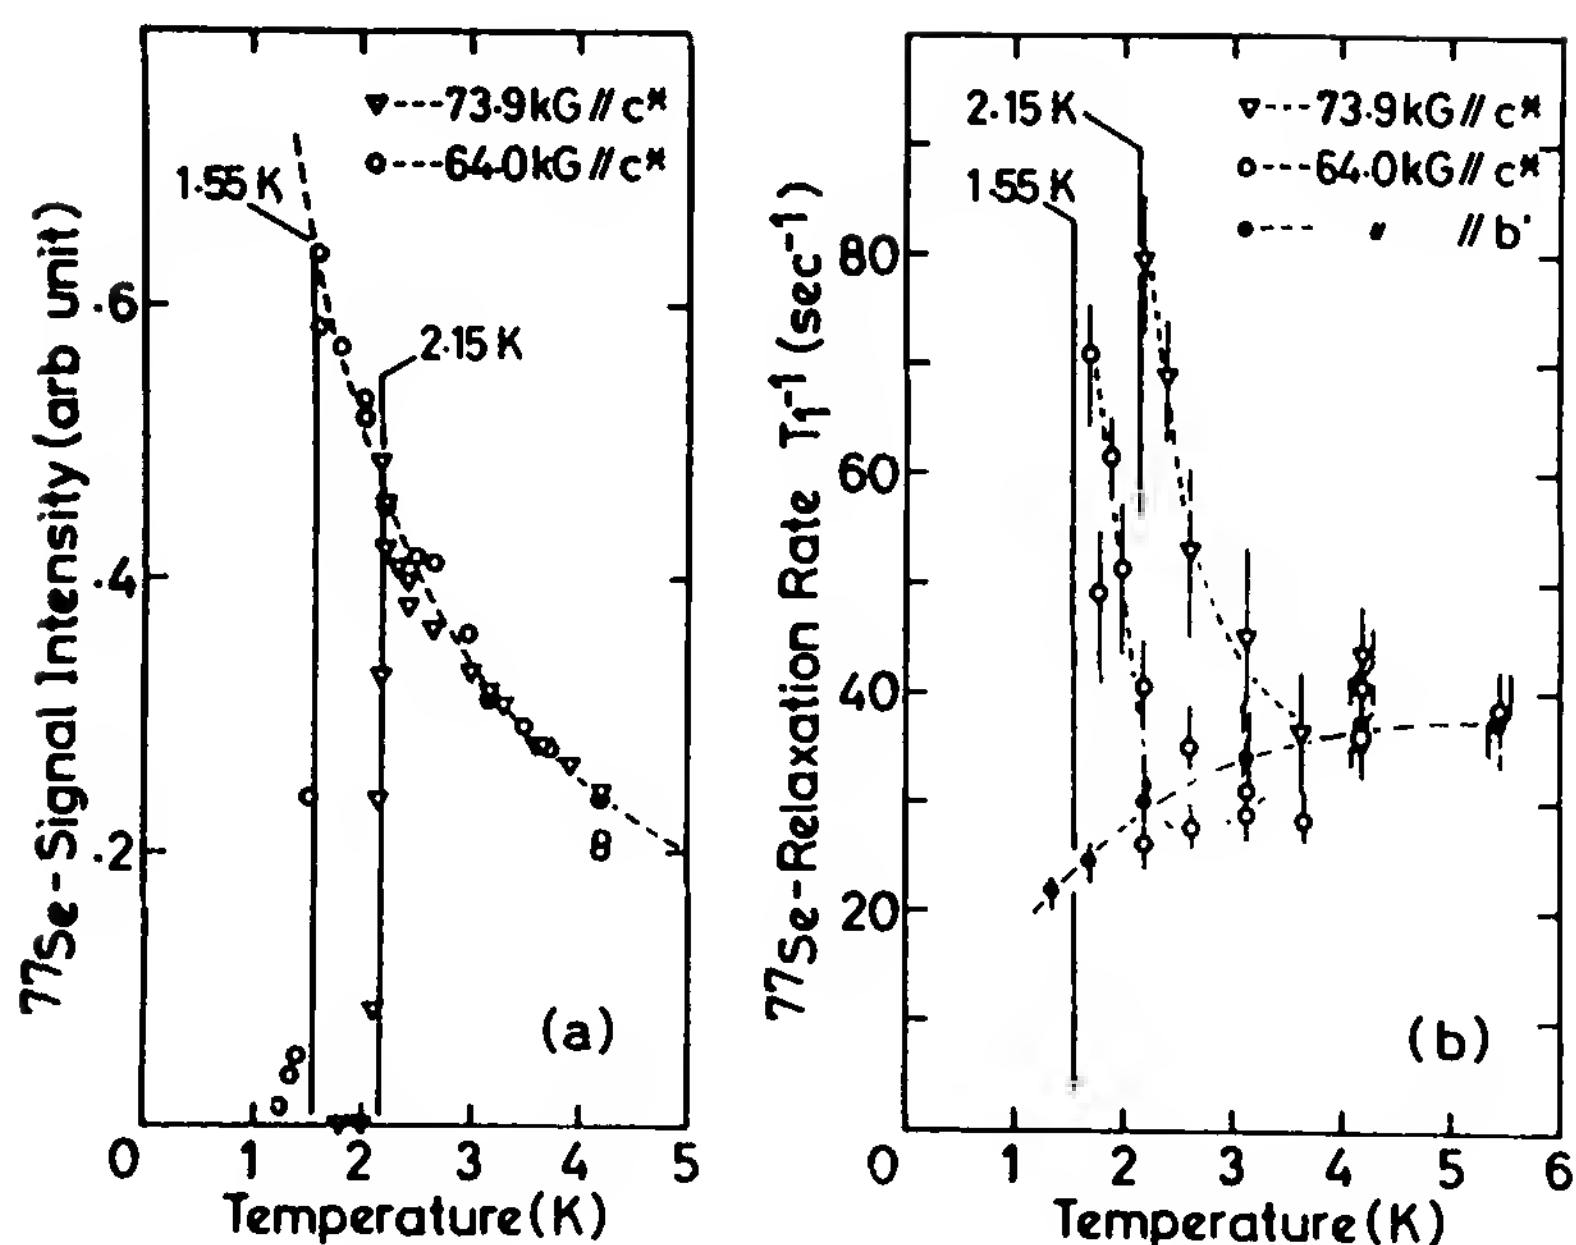 73.9kG // c*
64.0kG // c*
1.55 K
2.15 K
77Se-Signal Intensity (arb unit)
.6
.4
.2
(a)
0 1 2 3 4 5
Temperature(K)
2.15 K
1.55 K
73.9kG // c*
64.0kG // c*
〃 // b'
77Se-Relaxation Rate T1-1 (sec-1)
80
60
40
20
(b)
0 1 2 3 4 5 6
Temperature(K)